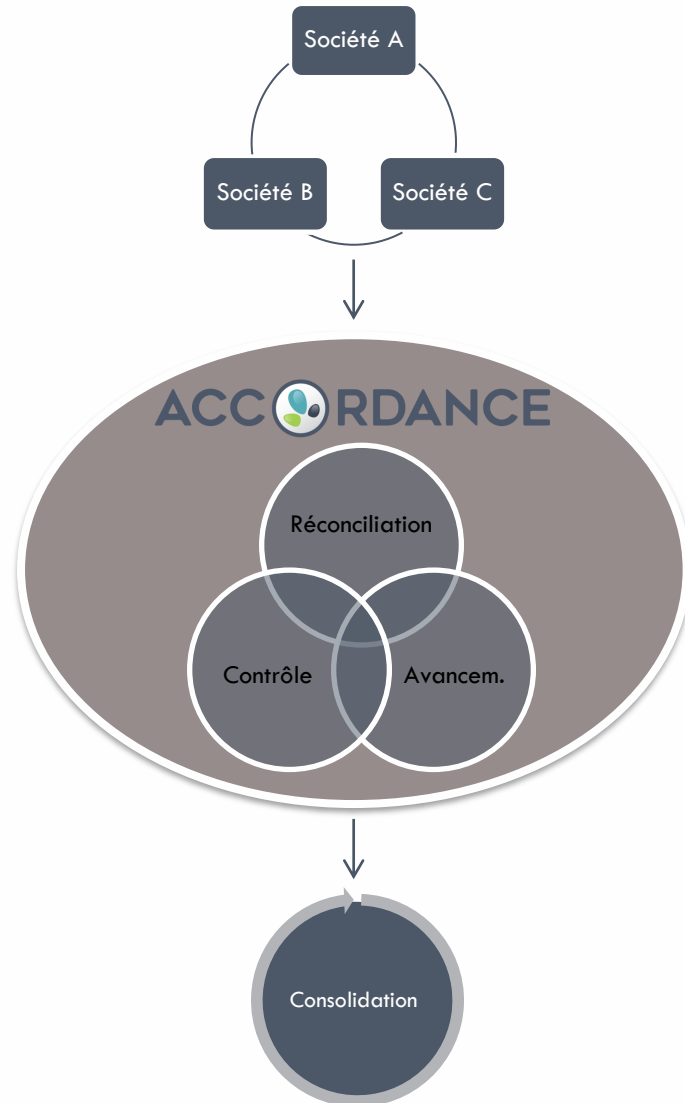 Société A
Société B
Société C
ACCORDANCE
Réconciliation
Contrôle
Avancem.
Consolidation